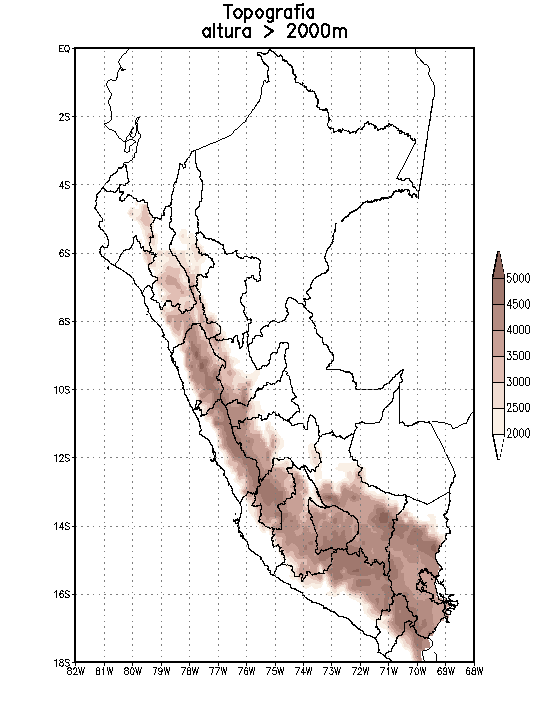 Topografia
altura > 2000m
EQ
2S
4S
6S
8S
10S
12S
14S
16S
18S
82W 81W 80W 79W 78W 77W 76W 75W 74W 73W 72W 71W 70W 69W 68W
5000
4500
4000
3500
3000
2500
2000